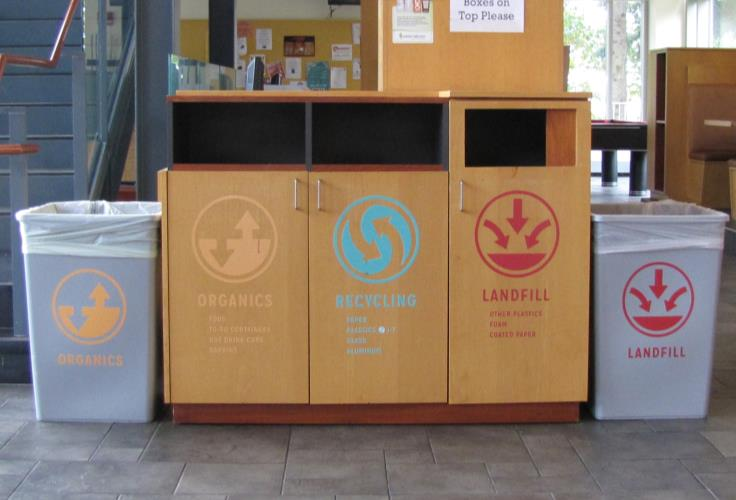 Boxes on
Top Please
ORGANICS
FOOD
TO-GO CONTAINERS
HOT DRINK CUPS
NAPKINS
RECYCLING
PAPER
GLASS
ALUMINUM
LANDFILL
OTHER PLASTICS
FOAM
COATED PAPER
ORGANICS
LANDFILL